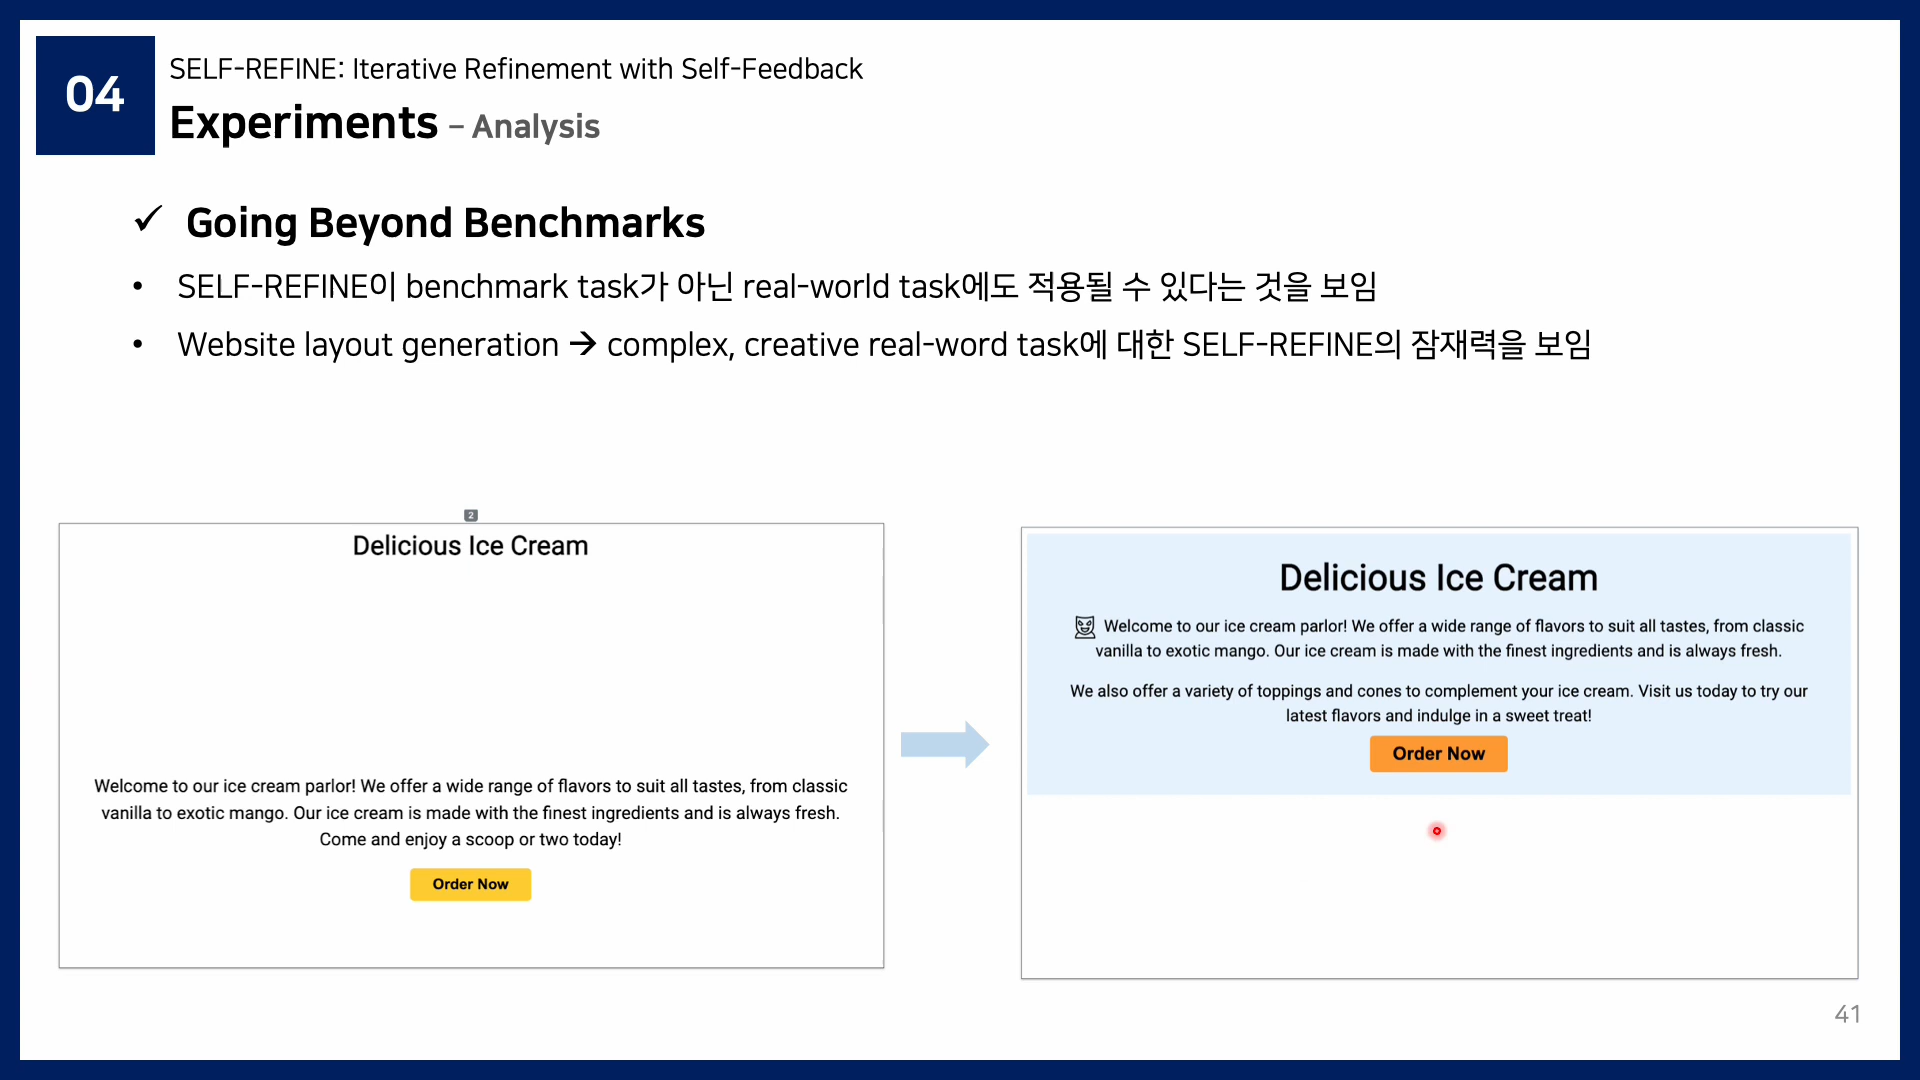 04
SELF-REFINE: Iterative Refinement with Self-Feedback
Experiments – Analysis
✓ Going Beyond Benchmarks
• SELF-REFINE이 benchmark task가 아닌 real-world task에도 적용될 수 있다는 것을 보임
• Website layout generation → complex, creative real-word task에 대한 SELF-REFINE의 잠재력을 보임
2
Delicious Ice Cream
Welcome to our ice cream parlor! We offer a wide range of flavors to suit all tastes, from classic
vanilla to exotic mango. Our ice cream is made with the finest ingredients and is always fresh.
Come and enjoy a scoop or two today!
Order Now
Delicious Ice Cream
Welcome to our ice cream parlor! We offer a wide range of flavors to suit all tastes, from classic
vanilla to exotic mango. Our ice cream is made with the finest ingredients and is always fresh.
We also offer a variety of toppings and cones to complement your ice cream. Visit us today to try our
latest flavors and indulge in a sweet treat!
Order Now
41